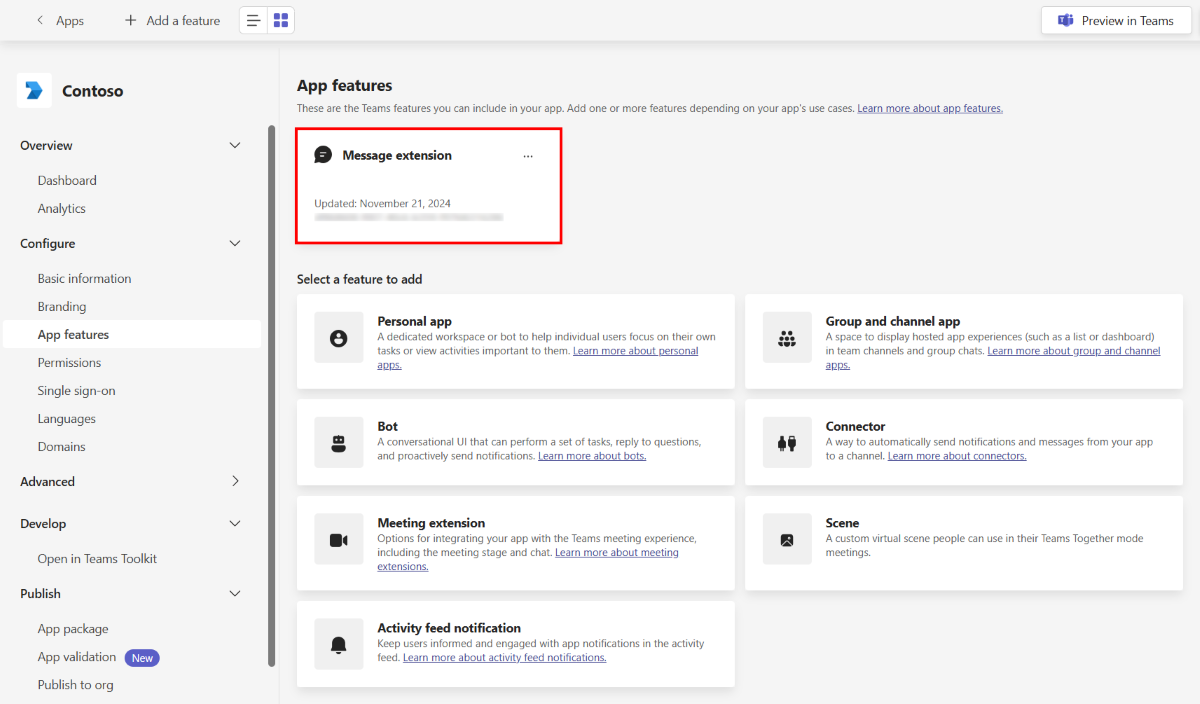 Apps
Add a feature
Preview in Teams
Contoso
Overview
Dashboard
Analytics
Configure
Basic information
Branding
App features
Permissions
Single sign-on
Languages
Domains
Advanced
Develop
Open in Teams Toolkit
Publish
App package
App validation New
Publish to org
App features
These are the Teams features you can include in your app. Add one or more features depending on your app's use cases. Learn more about app features.
Message extension ...
Updated: November 21, 2024
Select a feature to add
Personal app
A dedicated workspace or bot to help individual users focus on their own
tasks or view activities important to them. Learn more about personal
apps.
Group and channel app
A space to display hosted app experiences (such as a list or dashboard)
in team channels and group chats. Learn more about group and channel
apps.
Bot
A conversational UI that can perform a set of tasks, reply to questions,
and proactively send notifications. Learn more about bots.
Connector
A way to automatically send notifications and messages from your app
to a channel. Learn more about connectors.
Meeting extension
Options for integrating your app with the Teams meeting experience,
including the meeting stage and chat. Learn more about meeting
extensions.
Scene
A custom virtual scene people can use in their Teams Together mode
meetings.
Activity feed notification
Keep users informed and engaged with app notifications in the activity
feed. Learn more about activity feed notifications.